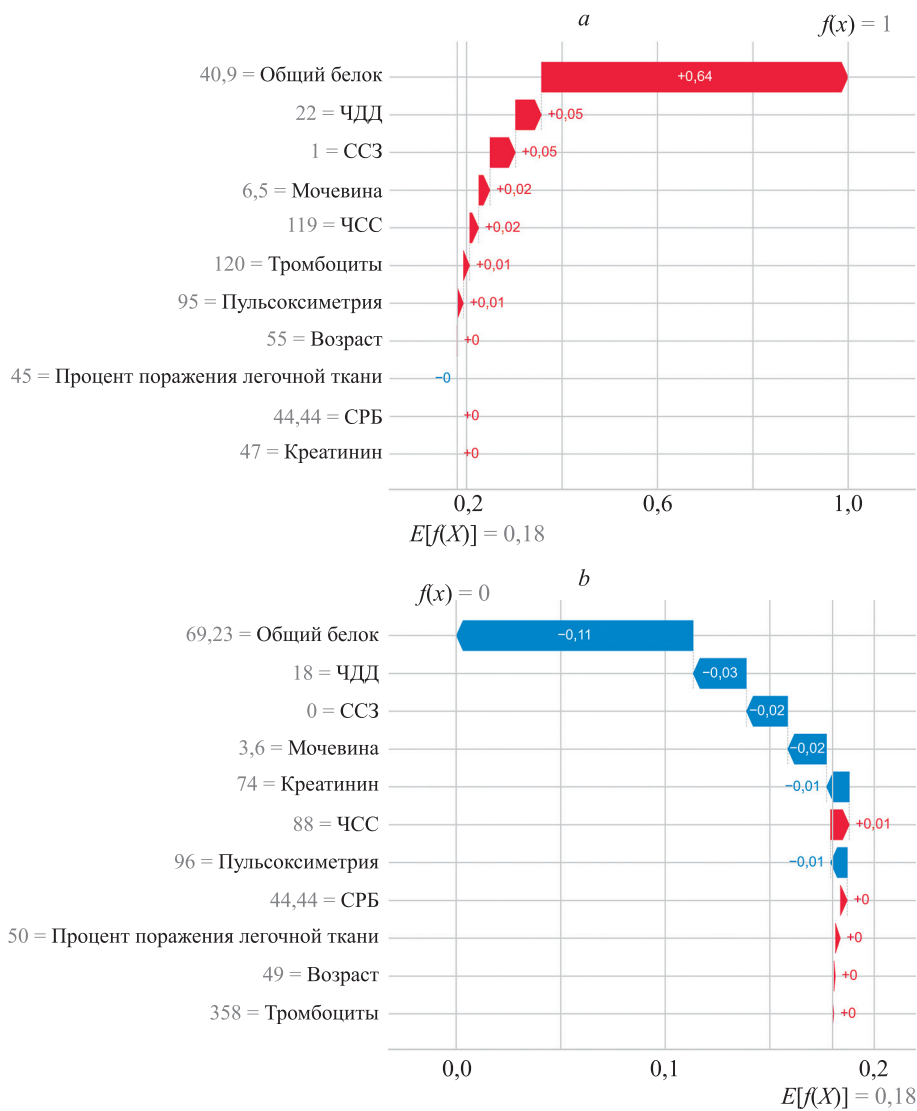 a
f(x) = 1
40,9 = Общий белок
+0,64
22 = ЧДД
+0,05
1 = ССЗ
+0,05
6,5 = Мочевина
+0,02
119 = ЧСС
+0,02
120 = Тромбоциты
+0,01
95 = Пульсоксиметрия
+0,01
55 = Возраст
+0
45 = Процент поражения легочной ткани
−0
44,44 = СРБ
+0
47 = Креатинин
+0
0,2 0,6 1,0
E[f(X)] = 0,18
b
f(x) = 0
69,23 = Общий белок
−0,11
18 = ЧДД
−0,03
0 = ССЗ
−0,02
3,6 = Мочевина
−0,02
74 = Креатинин
−0,01
88 = ЧСС
+0,01
96 = Пульсоксиметрия
−0,01
44,44 = СРБ
+0
50 = Процент поражения легочной ткани
+0
49 = Возраст
+0
358 = Тромбоциты
+0
0,0 0,1 0,2
E[f(X)] = 0,18